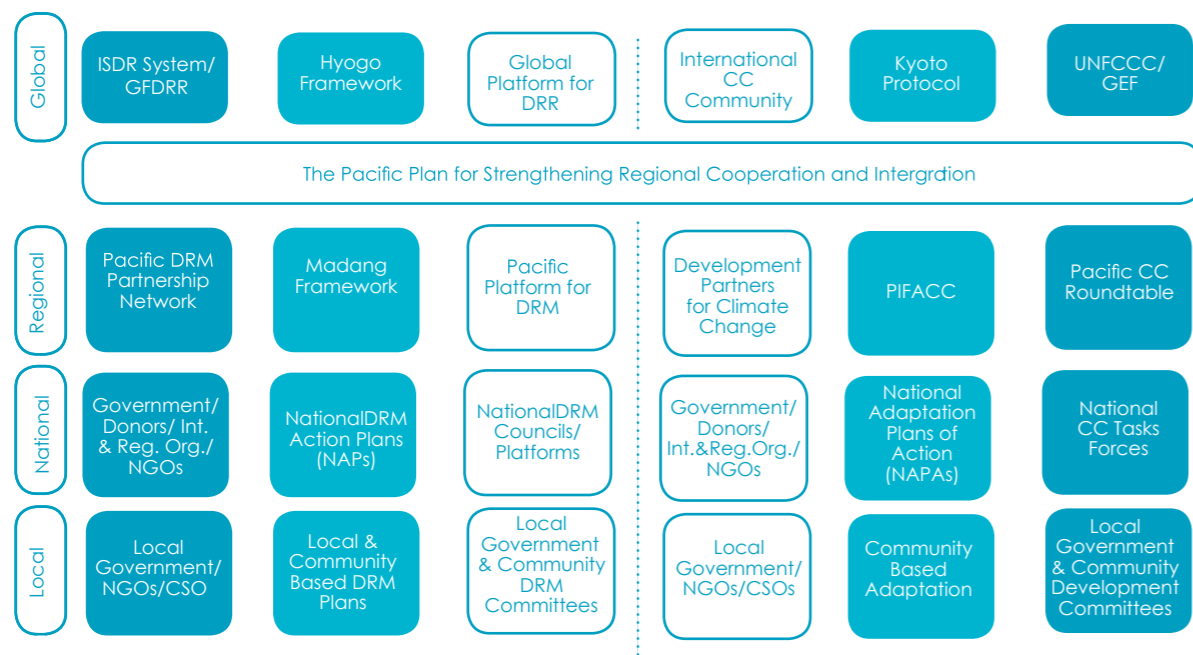 Global
ISDR System/
GFDRR
Hyogo
Framework
Global
Platform for
DRR
International
CC
Community
Kyoto
Protocol
UNFCCC/
GEF
The Pacific Plan for Strengthening Regional Cooperation and Intergrdtion
Regional
Pacific DRM
Partnership
Network
Madang
Framework
Pacific
Platform for
DRM
Development
Partners
for Climate
Change
PIFACC
Pacific CC
Roundtable
National
Government/
Donors/ Int.
& Reg. Org./
NGOs
NationalDRM
Action Plans
(NAPs)
NationalDRM
Councils/
Platforms
Government/
Donors/
Int.&Reg.Org./
NGOs
National
Adaptation
Plans of
Action
(NAPAs)
National
CC Tasks
Forces
Local
Local
Government/
NGOs/CSO
Local &
Community
Based DRM
Plans
Local
Government
& Community
DRM
Committees
Local
Government/
NGOs/CSOs
Community
Based
Adaptation
Local
Government
& Community
Development
Committees